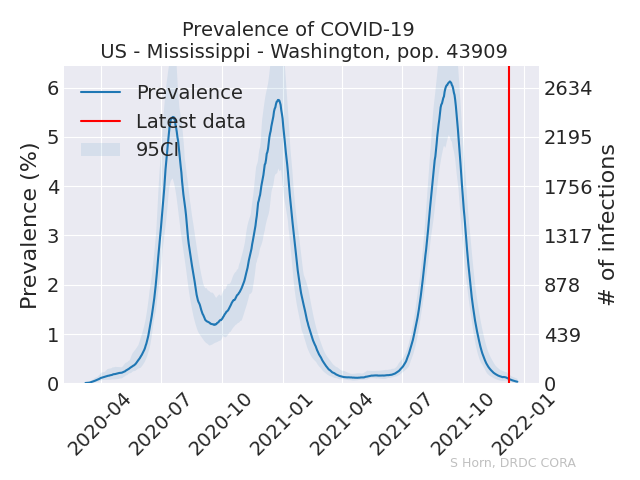 Prevalence of COVID-19
US - Mississippi - Washington, pop. 43909
Prevalence
Latest data
95CI
Prevalence (%)
6
5
4
3
2
1
0
2634
2195
1756
1317
878
439
0
# of infections
2020-04
2020-07
2020-10
2021-01
2021-04
2021-07
2021-10
2022-01
S Horn, DRDC CORA